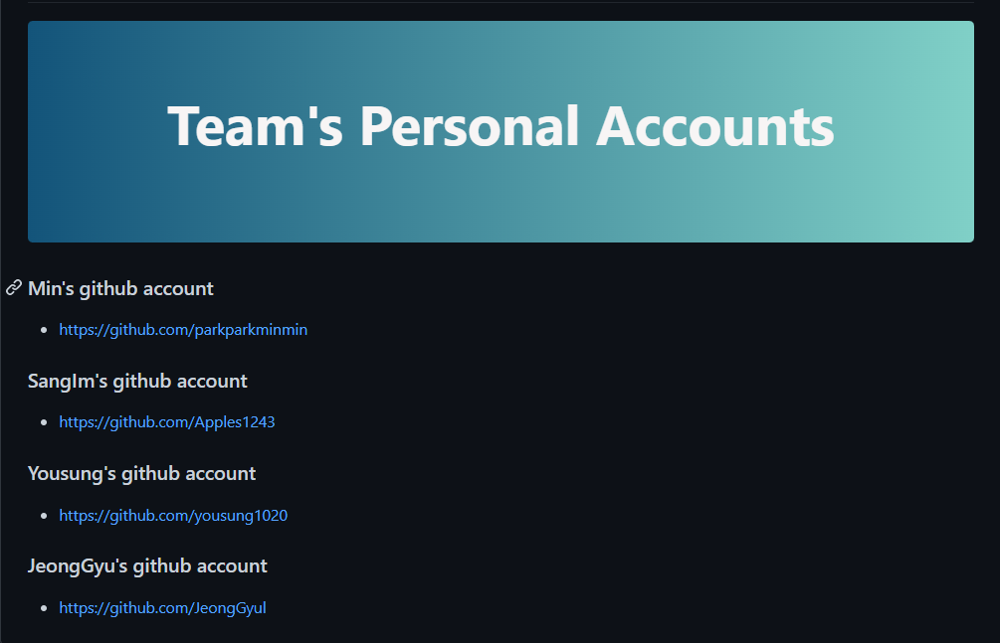 Team's Personal Accounts
Min's github account
https://github.com/parkparkminmin
SangIm's github account
https://github.com/Apples1243
Yousung's github account
https://github.com/yousung1020
JeongGyu's github account
https://github.com/JeongGyul